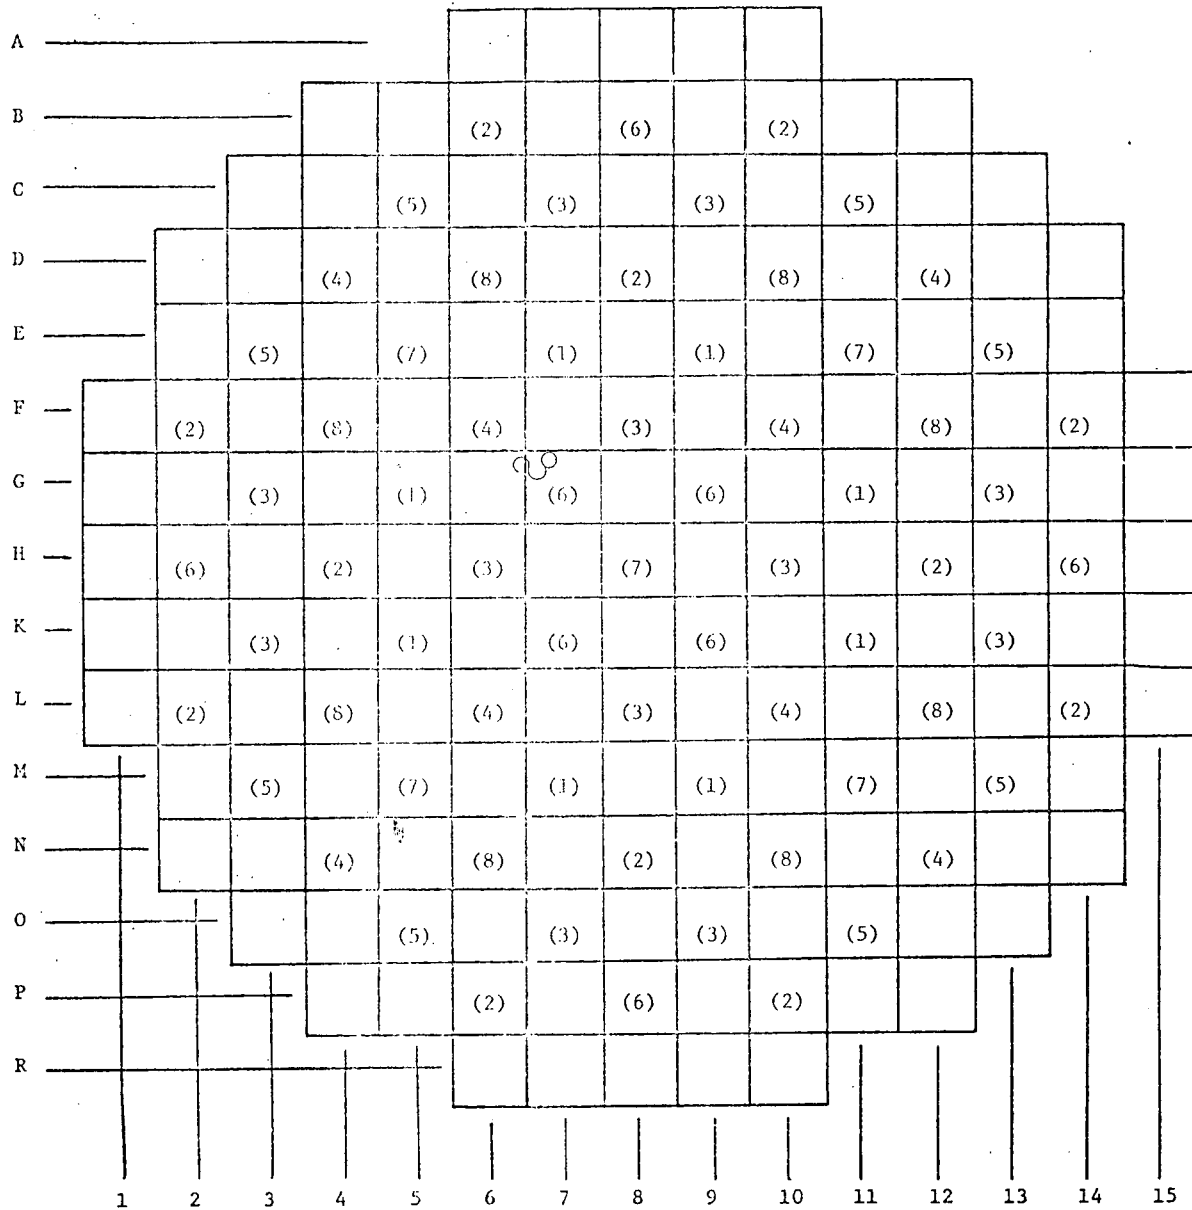 A
B (2) (6) (2)
C (5) (3) (3) (5)
D (4) (8) (2) (8) (4)
E (5) (7) (1) (1) (7) (5)
F (2) (8) (4) (3) (4) (8) (2)
G (3) (1) (6) (6) (1) (3)
H (6) (2) (3) (7) (3) (2) (6)
K (3) (1) (6) (6) (1) (3)
L (2) (8) (4) (3) (4) (8) (2)
M (5) (7) (1) (1) (7) (5)
N (4) (8) (2) (8) (4)
O (5) (3) (3) (5)
P (2) (6) (2)
R
1 2 3 4 5 6 7 8 9 10 11 12 13 14 15